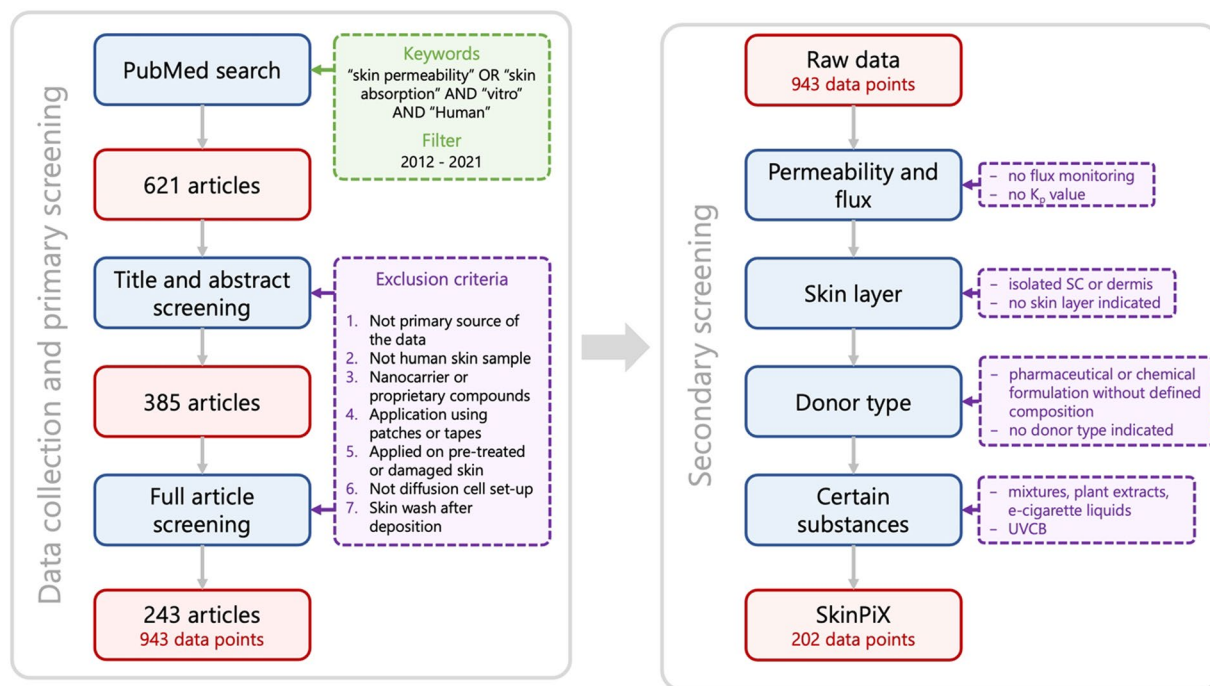 Data collection and primary screening
PubMed search
Keywords
“skin permeability” OR “skin
absorption” AND “vitro”
AND “Human”
Filter
2012 - 2021
621 articles
Title and abstract
screening
Exclusion criteria
1. Not primary source of
the data
2. Not human skin sample
3. Nanocarrier or
proprietary compounds
4. Application using
patches or tapes
5. Applied on pre-treated
or damaged skin
6. Not diffusion cell set-up
7. Skin wash after
deposition
385 articles
Full article
screening
243 articles
943 data points
Secondary screening
Raw data
943 data points
Permeability and
flux
– no flux monitoring
– no Kp value
Skin layer
– isolated SC or dermis
– no skin layer indicated
Donor type
– pharmaceutical or chemical
formulation without defined
composition
– no donor type indicated
Certain
substances
– mixtures, plant extracts,
e-cigarette liquids
– UVCB
SkinPiX
202 data points